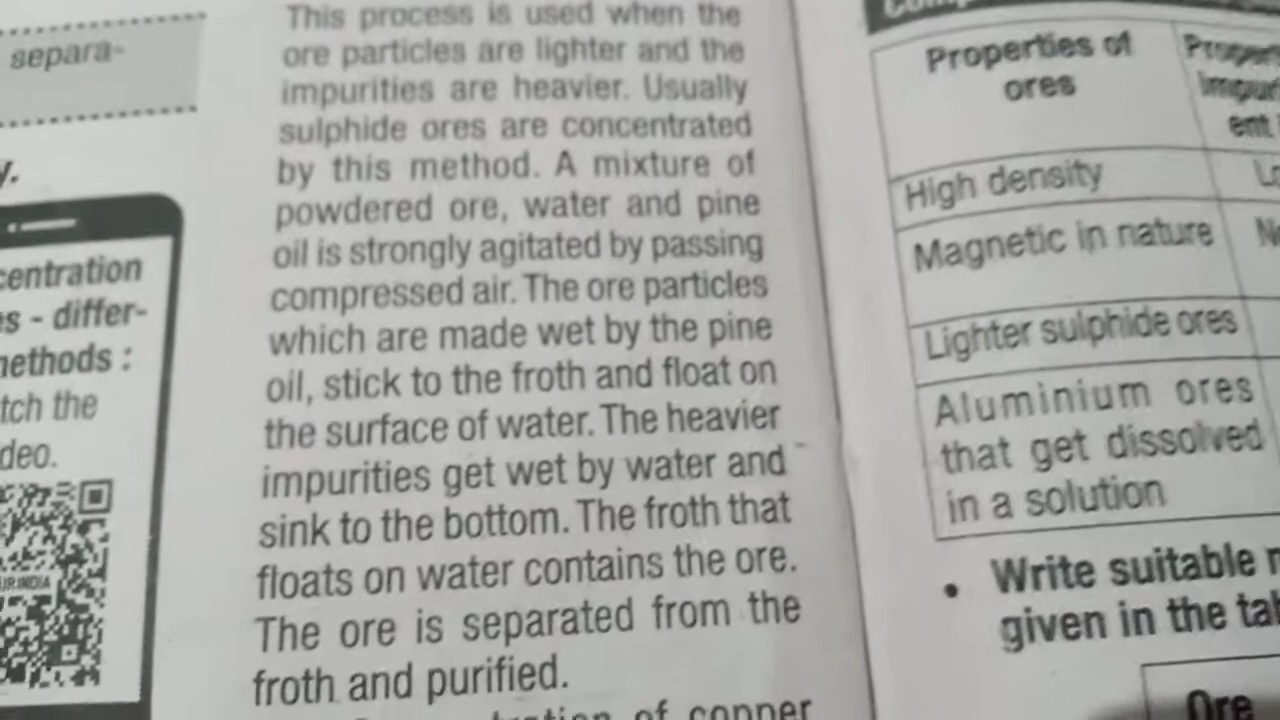 separa-
y.
centration
es - differ-
nethods :
tch the
deo.
This process is used when the
ore particles are lighter and the
impurities are heavier. Usually
sulphide ores are concentrated
by this method. A mixture of
powdered ore, water and pine
oil is strongly agitated by passing
compressed air. The ore particles
which are made wet by the pine
oil, stick to the froth and float on
the surface of water. The heavier
impurities get wet by water and
sink to the bottom. The froth that
floats on water contains the ore.
The ore is separated from the
froth and purified.
of copper
Properties of
ores
High density
Magnetic in nature
Lighter sulphide ores
Aluminium ores
that get dissolved
in a solution
• Write suitable
given in the
Ore